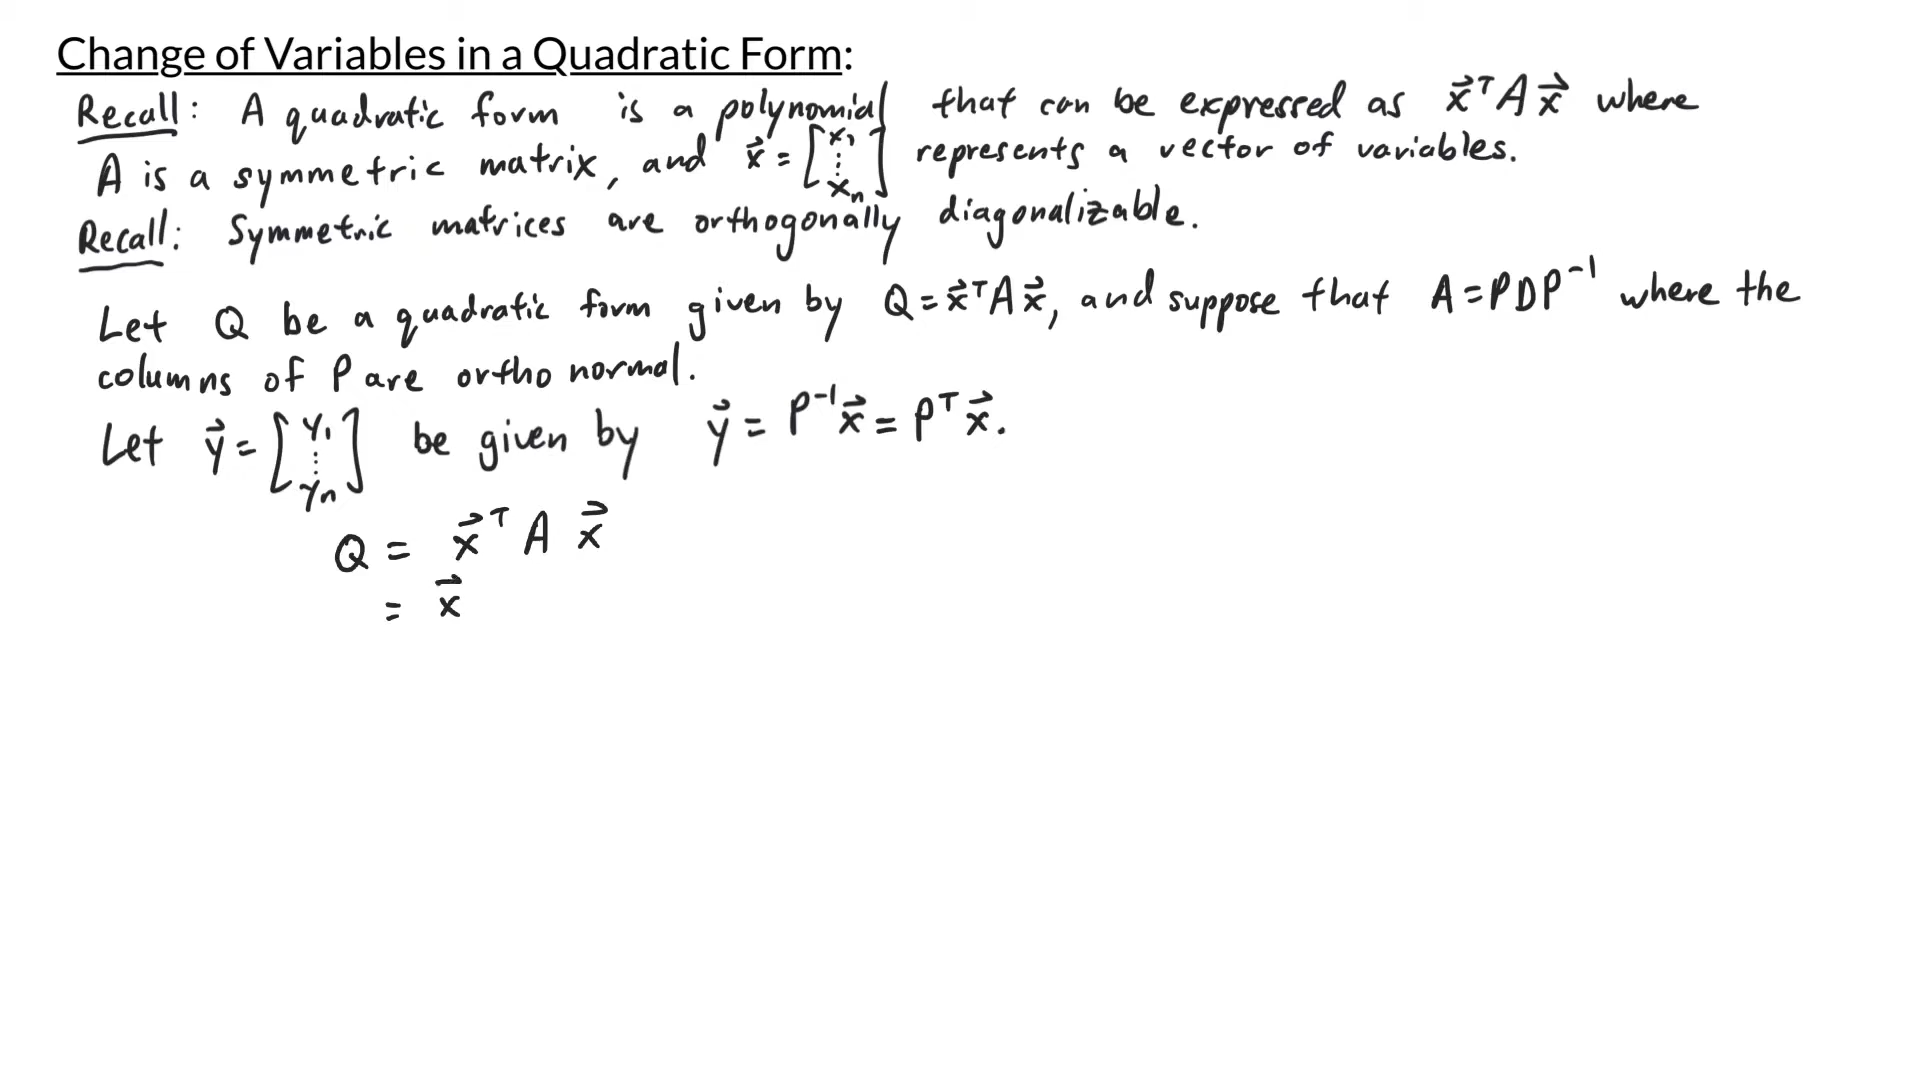 Change of Variables in a Quadratic Form:
Recall: A quadratic form is a polynomial that can be expressed as x⃗ᵀAx⃗ where
A is a symmetric matrix, and x⃗ = [x₁ ⋮ xₙ] represents a vector of variables.
Recall: Symmetric matrices are orthogonally diagonalizable.
Let Q be a quadratic form given by Q = x⃗ᵀAx⃗, and suppose that A = PDP⁻¹ where the
columns of P are orthonormal.
Let y⃗ = [y₁ ⋮ yₙ] be given by y⃗ = P⁻¹x⃗ = Pᵀx⃗.
Q = x⃗ᵀ A x⃗
= x⃗